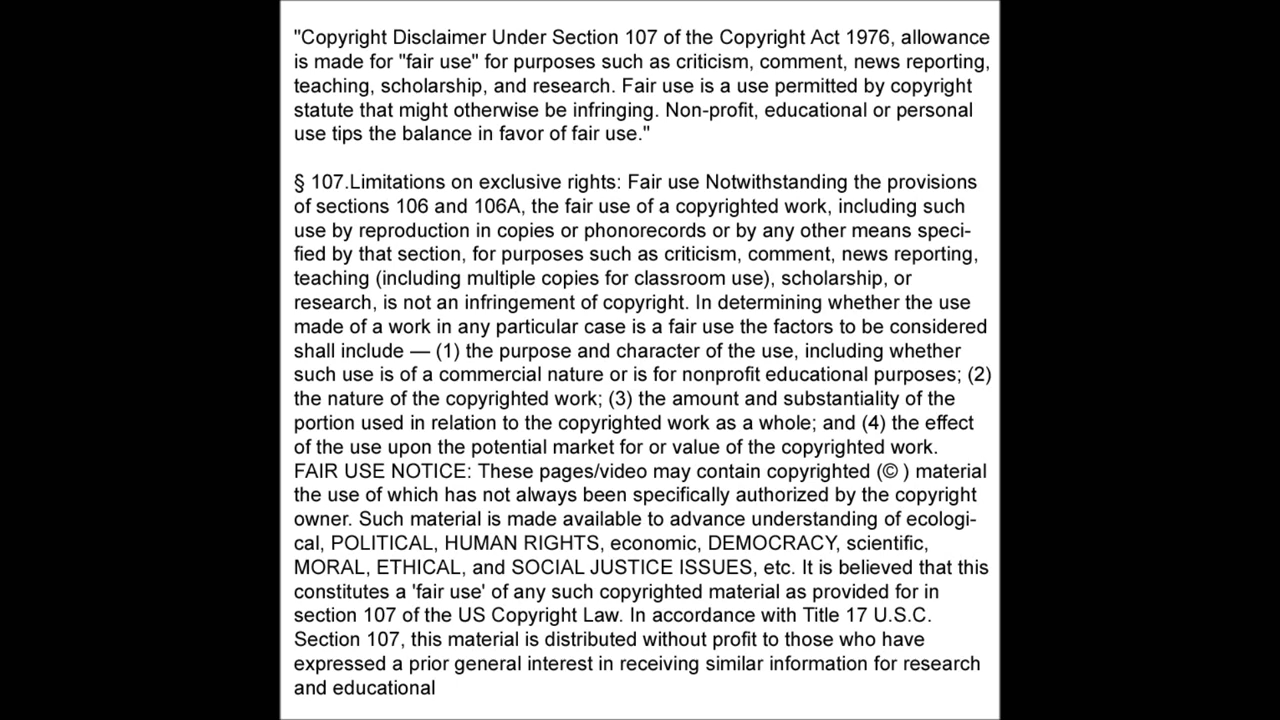 "Copyright Disclaimer Under Section 107 of the Copyright Act 1976, allowance
is made for "fair use" for purposes such as criticism, comment, news reporting,
teaching, scholarship, and research. Fair use is a use permitted by copyright
statute that might otherwise be infringing. Non-profit, educational or personal
use tips the balance in favor of fair use."
§ 107.Limitations on exclusive rights: Fair use Notwithstanding the provisions
of sections 106 and 106A, the fair use of a copyrighted work, including such
use by reproduction in copies or phonorecords or by any other means speci-
fied by that section, for purposes such as criticism, comment, news reporting,
teaching (including multiple copies for classroom use), scholarship, or
research, is not an infringement of copyright. In determining whether the use
made of a work in any particular case is a fair use the factors to be considered
shall include — (1) the purpose and character of the use, including whether
such use is of a commercial nature or is for nonprofit educational purposes; (2)
the nature of the copyrighted work; (3) the amount and substantiality of the
portion used in relation to the copyrighted work as a whole; and (4) the effect
of the use upon the potential market for or value of the copyrighted work.
FAIR USE NOTICE: These pages/video may contain copyrighted (© ) material
the use of which has not always been specifically authorized by the copyright
owner. Such material is made available to advance understanding of ecologi-
cal, POLITICAL, HUMAN RIGHTS, economic, DEMOCRACY, scientific,
MORAL, ETHICAL, and SOCIAL JUSTICE ISSUES, etc. It is believed that this
constitutes a 'fair use' of any such copyrighted material as provided for in
section 107 of the US Copyright Law. In accordance with Title 17 U.S.C.
Section 107, this material is distributed without profit to those who have
expressed a prior general interest in receiving similar information for research
and educational